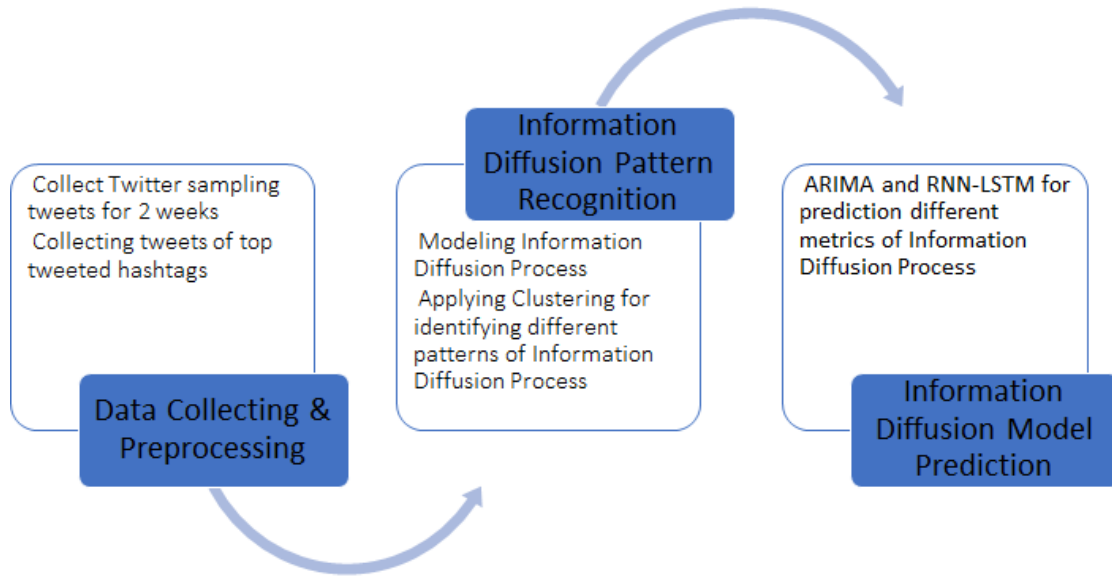 Collect Twitter sampling
tweets for 2 weeks
Collecting tweets of top
tweeted hashtags
Data Collecting &
Preprocessing
Information
Diffusion Pattern
Recognition
Modeling Information
Diffusion Process
Applying Clustering for
identifying different
patterns of Information
Diffusion Process
ARIMA and RNN-LSTM for
prediction different
metrics of Information
Diffusion Process
Information
Diffusion Model
Prediction